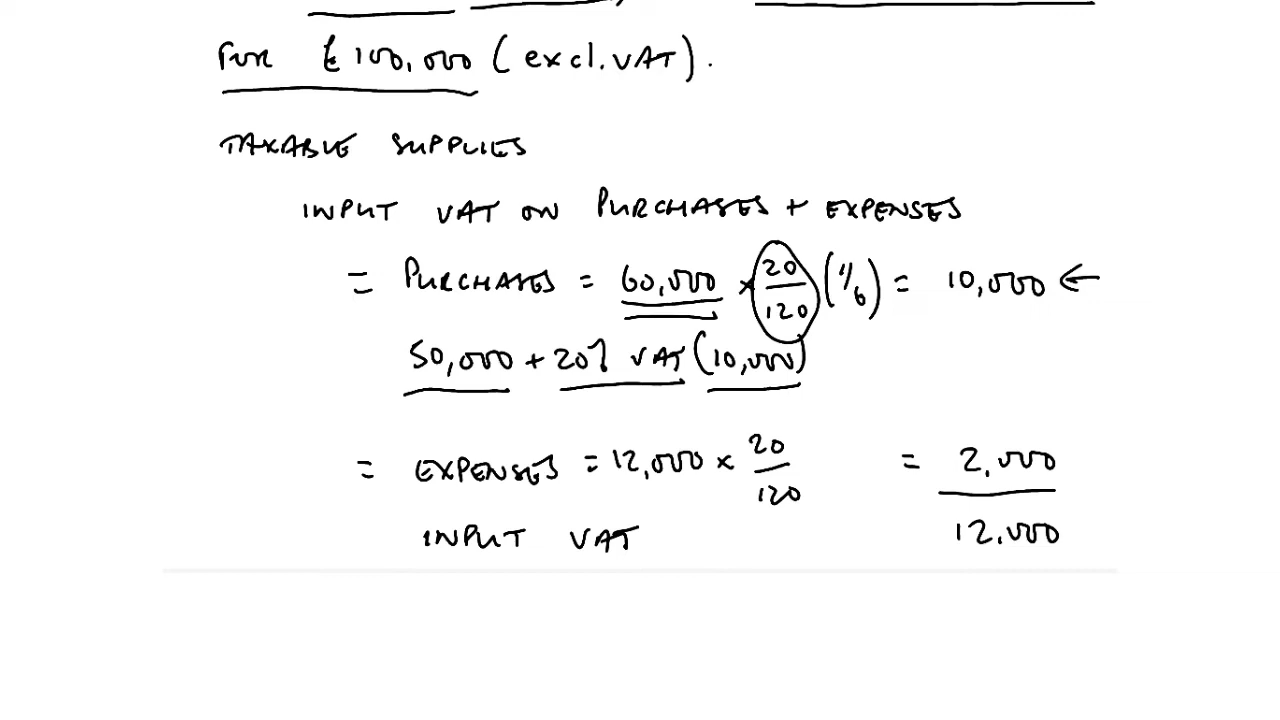 FOR £100,000 (excl. VAT).
TAXABLE SUPPLIES
INPUT VAT ON PURCHASES + EXPENSES
= PURCHASES = 60,000 × 20/120 (1/6) = 10,000 ←
50,000 + 20% VAT (10,000)
= EXPENSES = 12,000 × 20/120 = 2,000
INPUT VAT 12,000